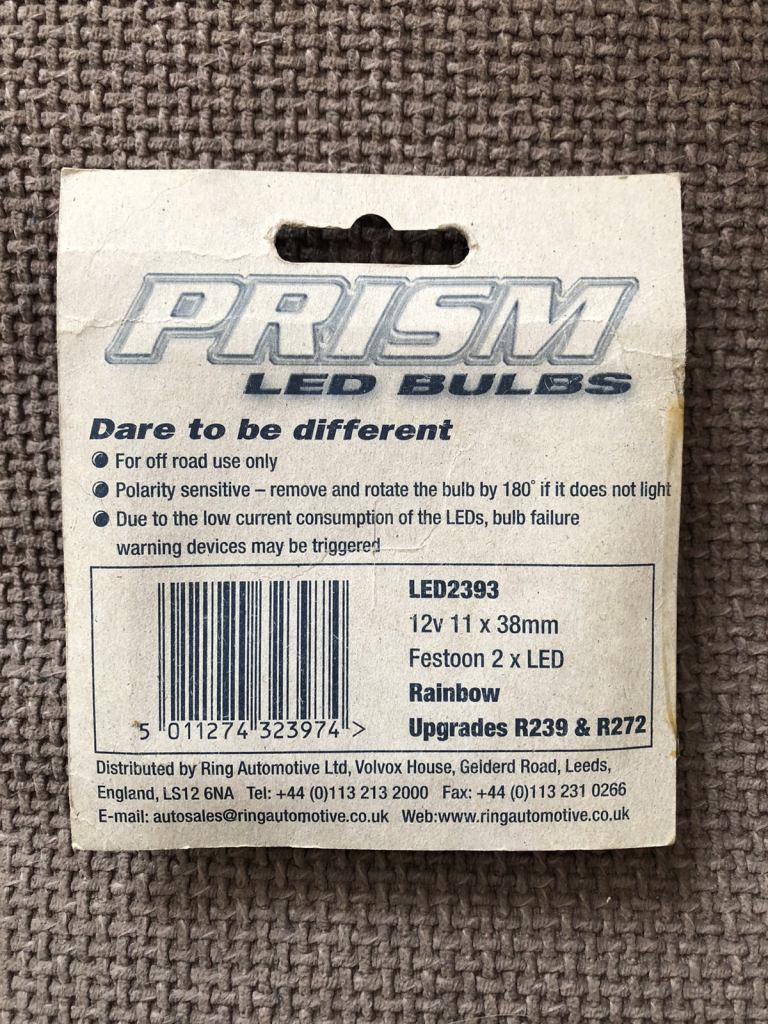 PRISM
LED BULBS
Dare to be different
For off road use only
Polarity sensitive – remove and rotate the bulb by 180° if it does not light
Due to the low current consumption of the LEDs, bulb failure
warning devices may be triggered
LED2393
12v 11 x 38mm
Festoon 2 x LED
Rainbow
Upgrades R239 & R272
5 011274 323974 >
Distributed by Ring Automotive Ltd, Volvox House, Gelderd Road, Leeds,
England, LS12 6NA Tel: +44 (0)113 213 2000 Fax: +44 (0)113 231 0266
E-mail: autosales@ringautomotive.co.uk Web:www.ringautomotive.co.uk